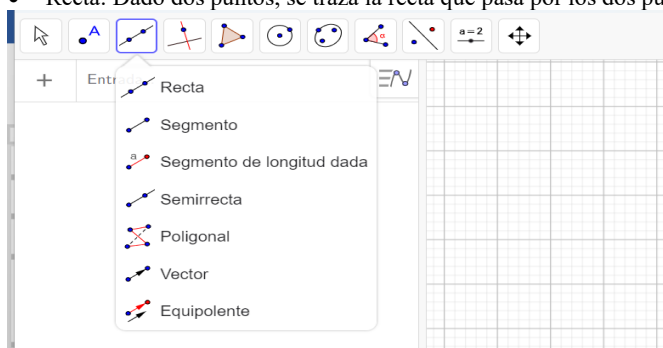 • Recta: Dado dos puntos, se traza la recta que pasa por los dos pu
A
α
a=2
+ Entrada
Recta
Segmento
a
Segmento de longitud dada
Semirrecta
Poligonal
Vector
Equipolente